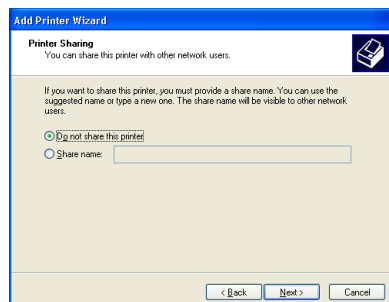 Add Printer Wizard
Printer Sharing
You can share this printer with other network users.
If you want to share this printer, you must provide a share name. You can use the
suggested name or type a new one. The share name will be visible to other network
users.
Do not share this printer
Share name:
< Back
Next >
Cancel